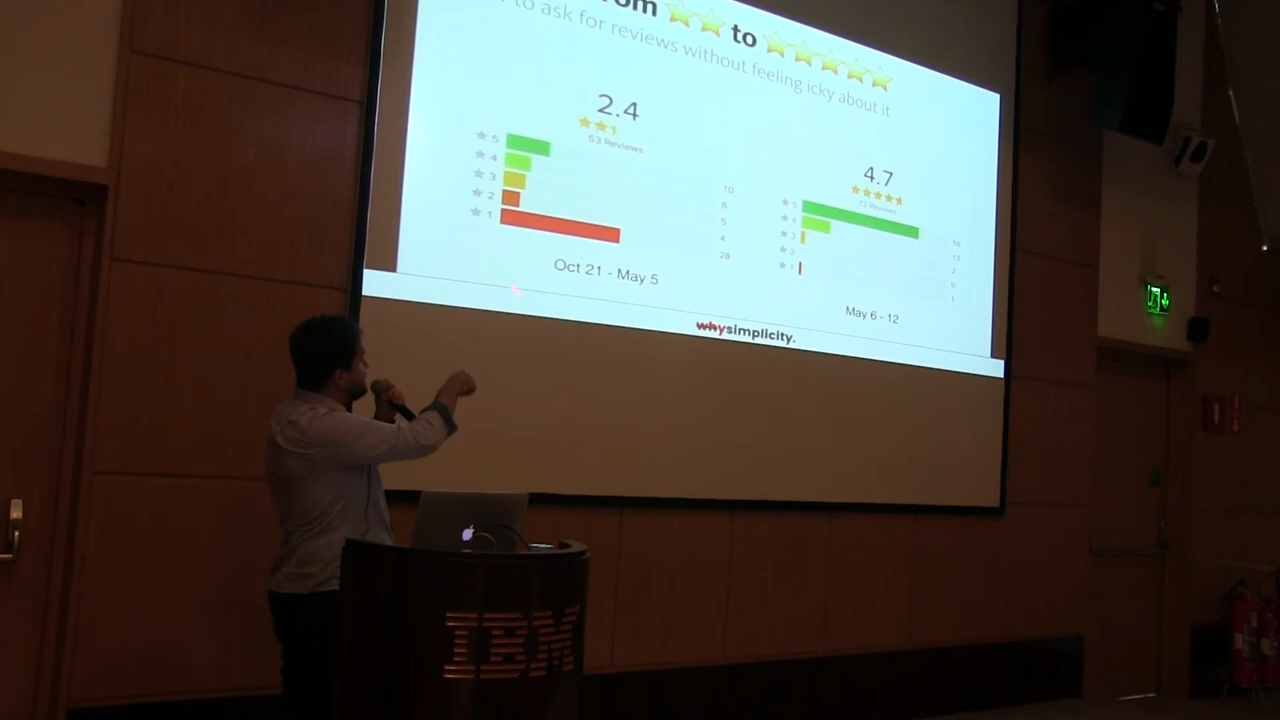 om to
to ask for reviews without feeling icky about it
2.4
53 Reviews
5
4
3
2
1
10
6
5
4
28
Oct 21 - May 5
4.7
72 Reviews
5
4
3
2
1
56
13
2
0
1
May 6 - 12
whysimplicity.
IBM